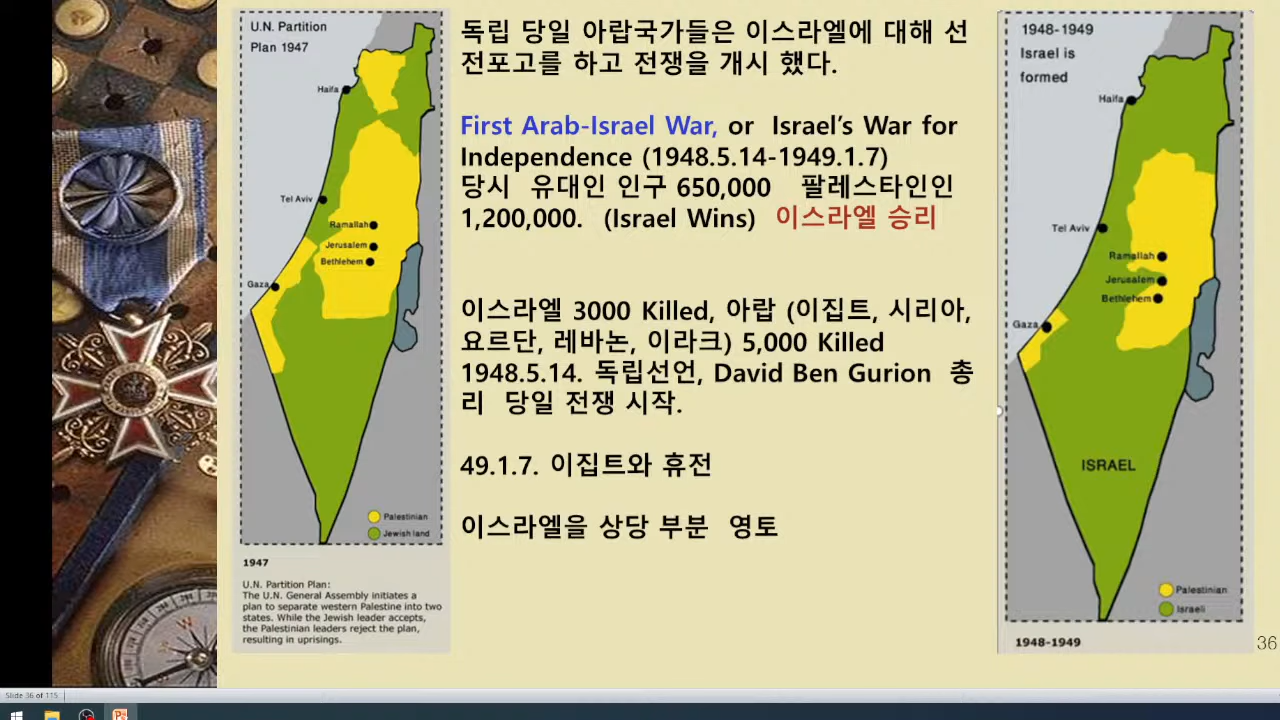 U.N. Partition
Plan 1947
Haifa
Tel Aviv
Ramallah
Jerusalem
Bethlehem
Gaza
Palestinian
Jewish land
1947
U.N. Partition Plan:
The U.N. General Assembly initiates a
plan to separate western Palestine into two
states. While the Jewish leader accepts,
the Palestinian leaders reject the plan,
resulting in uprisings.
독립 당일 아랍국가들은 이스라엘에 대해 선
전포고를 하고 전쟁을 개시 했다.
First Arab-Israel War, or Israel's War for
Independence (1948.5.14-1949.1.7)
당시 유대인 인구 650,000 팔레스타인인
1,200,000. (Israel Wins) 이스라엘 승리
이스라엘 3000 Killed, 아랍 (이집트, 시리아,
요르단, 레바논, 이라크) 5,000 Killed
1948.5.14. 독립선언, David Ben Gurion 총
리 당일 전쟁 시작.
49.1.7. 이집트와 휴전
이스라엘을 상당 부분 영토
1948-1949
Israel is
formed
Haifa
Tel Aviv
Ramallah
Jerusalem
Bethlehem
Gaza
ISRAEL
Palestinian
Israeli
1948-1949
36
Slide 36 of 115